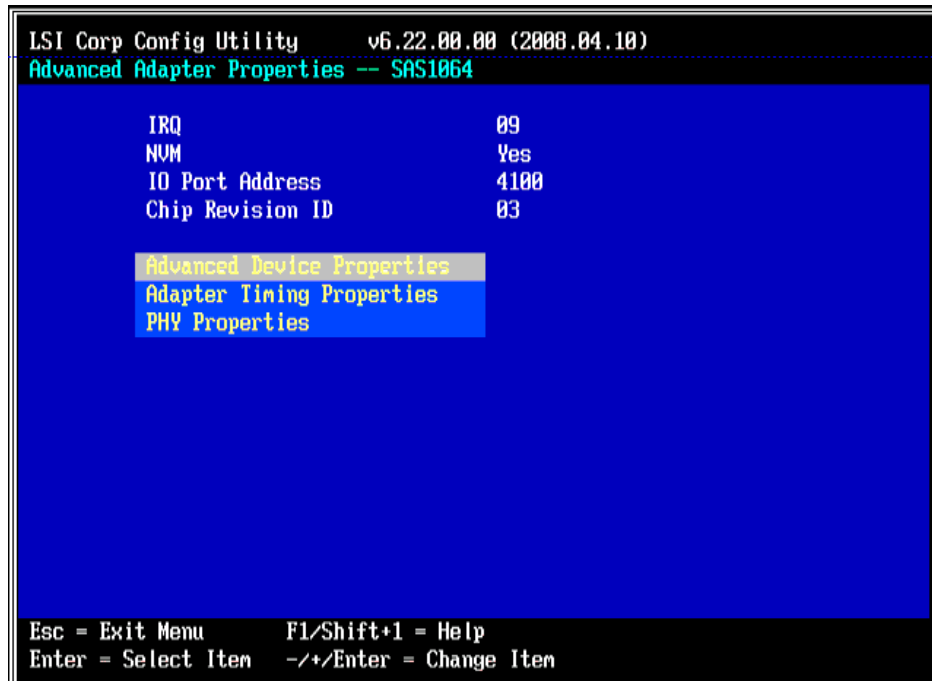 LSI Corp Config Utility v6.22.00.00 (2008.04.10)
Advanced Adapter Properties -- SAS1064
IRQ 09
NVM Yes
IO Port Address 4100
Chip Revision ID 03
Advanced Device Properties
Adapter Timing Properties
PHY Properties
Esc = Exit Menu F1/Shift+1 = Help
Enter = Select Item -/+/Enter = Change Item